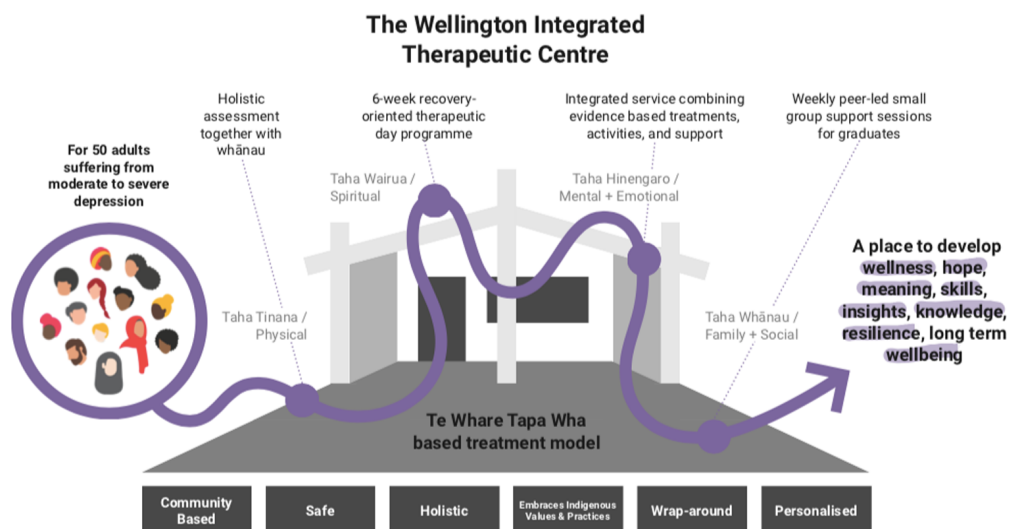 The Wellington Integrated
Therapeutic Centre
Holistic
assessment
together with
whānau
6-week recovery-
oriented therapeutic
day programme
Integrated service combining
evidence based treatments,
activities, and support
Weekly peer-led small
group support sessions
for graduates
For 50 adults
suffering from
moderate to severe
depression
Taha Wairua /
Spiritual
Taha Hinengaro /
Mental + Emotional
Taha Tinana /
Physical
Taha Whānau /
Family + Social
A place to develop
wellness, hope,
meaning, skills,
insights, knowledge,
resilience, long term
wellbeing
Te Whare Tapa Wha
based treatment model
Community
Based
Safe
Holistic
Embraces Indigenous
Values & Practices
Wrap-around
Personalised